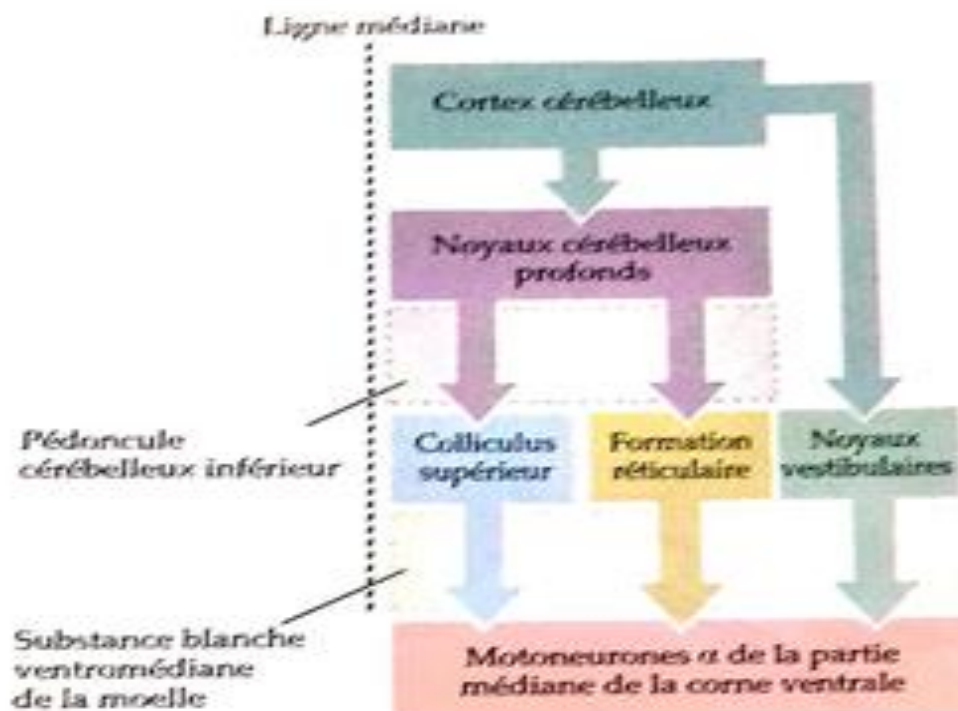 Ligne médiane
Cortex cérébelleux
Noyaux cérébelleux
profonds
Pédoncule
cérébelleux inférieur
Colliculus
supérieur
Formation
réticulaire
Noyaux
vestibulaires
Substance blanche
ventromédiane
de la moelle
Motoneurones α de la partie
médiane de la corne ventrale